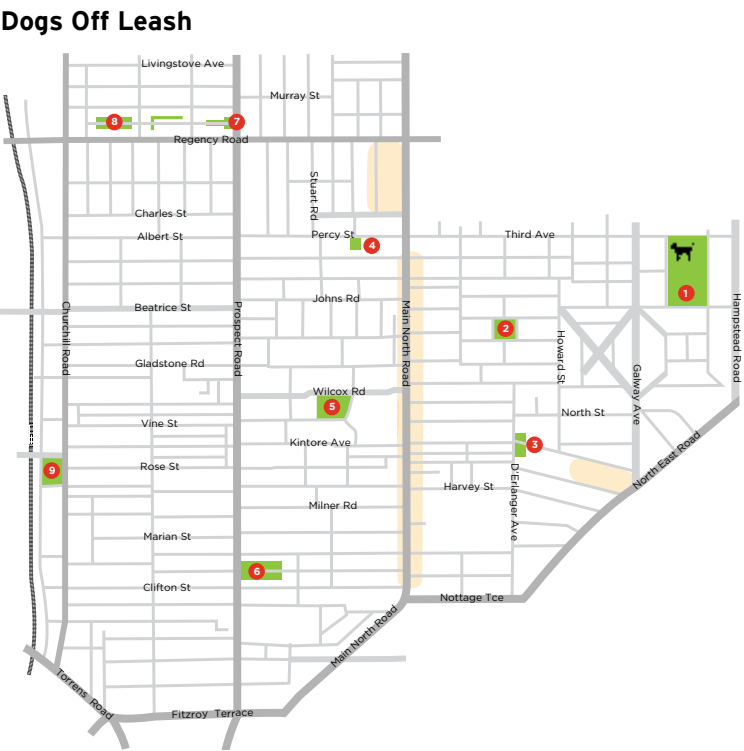 Dogs Off Leash
Livingstove Ave
Murray St
8
7
Regency Road
Stuart Rd
Charles St
Albert St
Percy St
4
Third Ave
1
Johns Rd
Beatrice St
Churchill Road
Prospect Road
Main North Road
2
Howard St
Galway Ave
Hampstead Road
Gladstone Rd
Wilcox Rd
5
North St
Vine St
Kintore Ave
3
Rose St
9
Harvey St
D'Erlanger Ave
North East Road
Milner Rd
Marian St
6
Clifton St
Nottage Tce
Main North Road
Torrens Road
Fitzroy Terrace